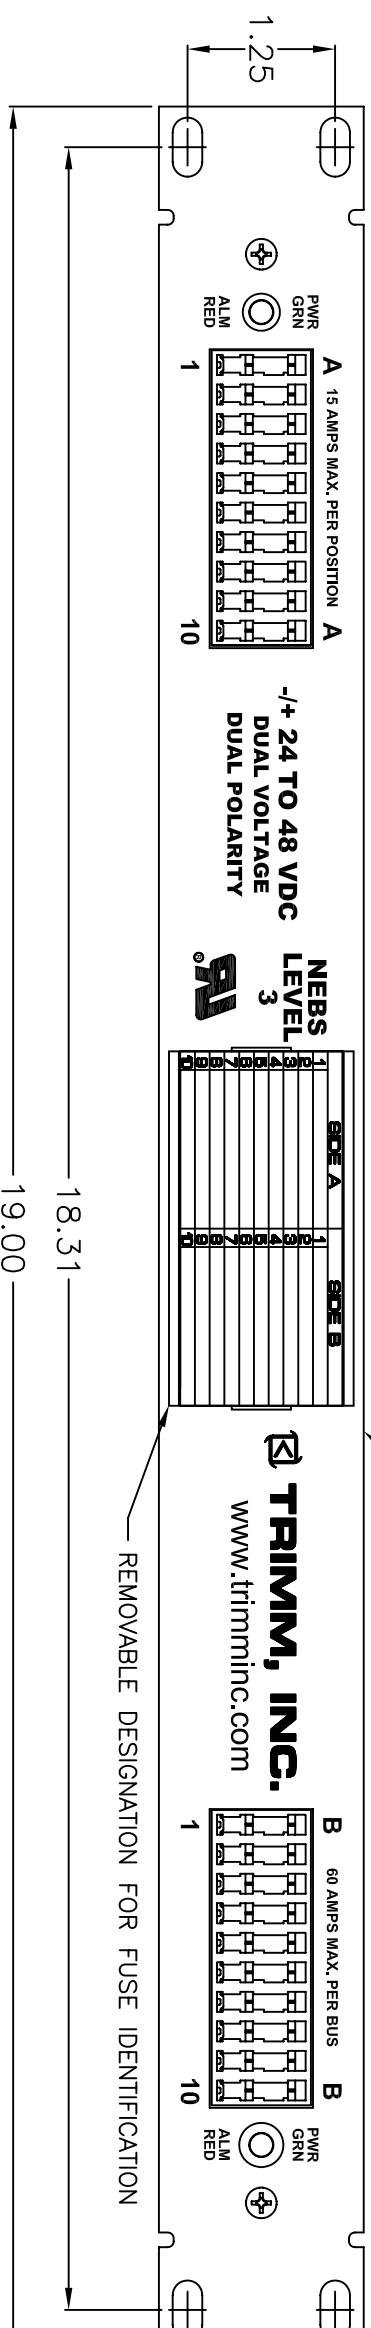 1.25
PWR
GRN
ALM
RED
A 15 AMPS MAX. PER POSITION A
1 10
-/+ 24 TO 48 VDC
DUAL VOLTAGE
DUAL POLARITY
NEBS
LEVEL
3
®
SIDE A SIDE B
1 1
2 2
3 3
4 4
5 5
6 6
7 7
8 8
9 9
10 10
TRIMM, INC.
www.trimminc.com
B 60 AMPS MAX. PER BUS B
1 10
PWR
GRN
ALM
RED
REMOVABLE DESIGNATION FOR FUSE IDENTIFICATION
18.31
19.00